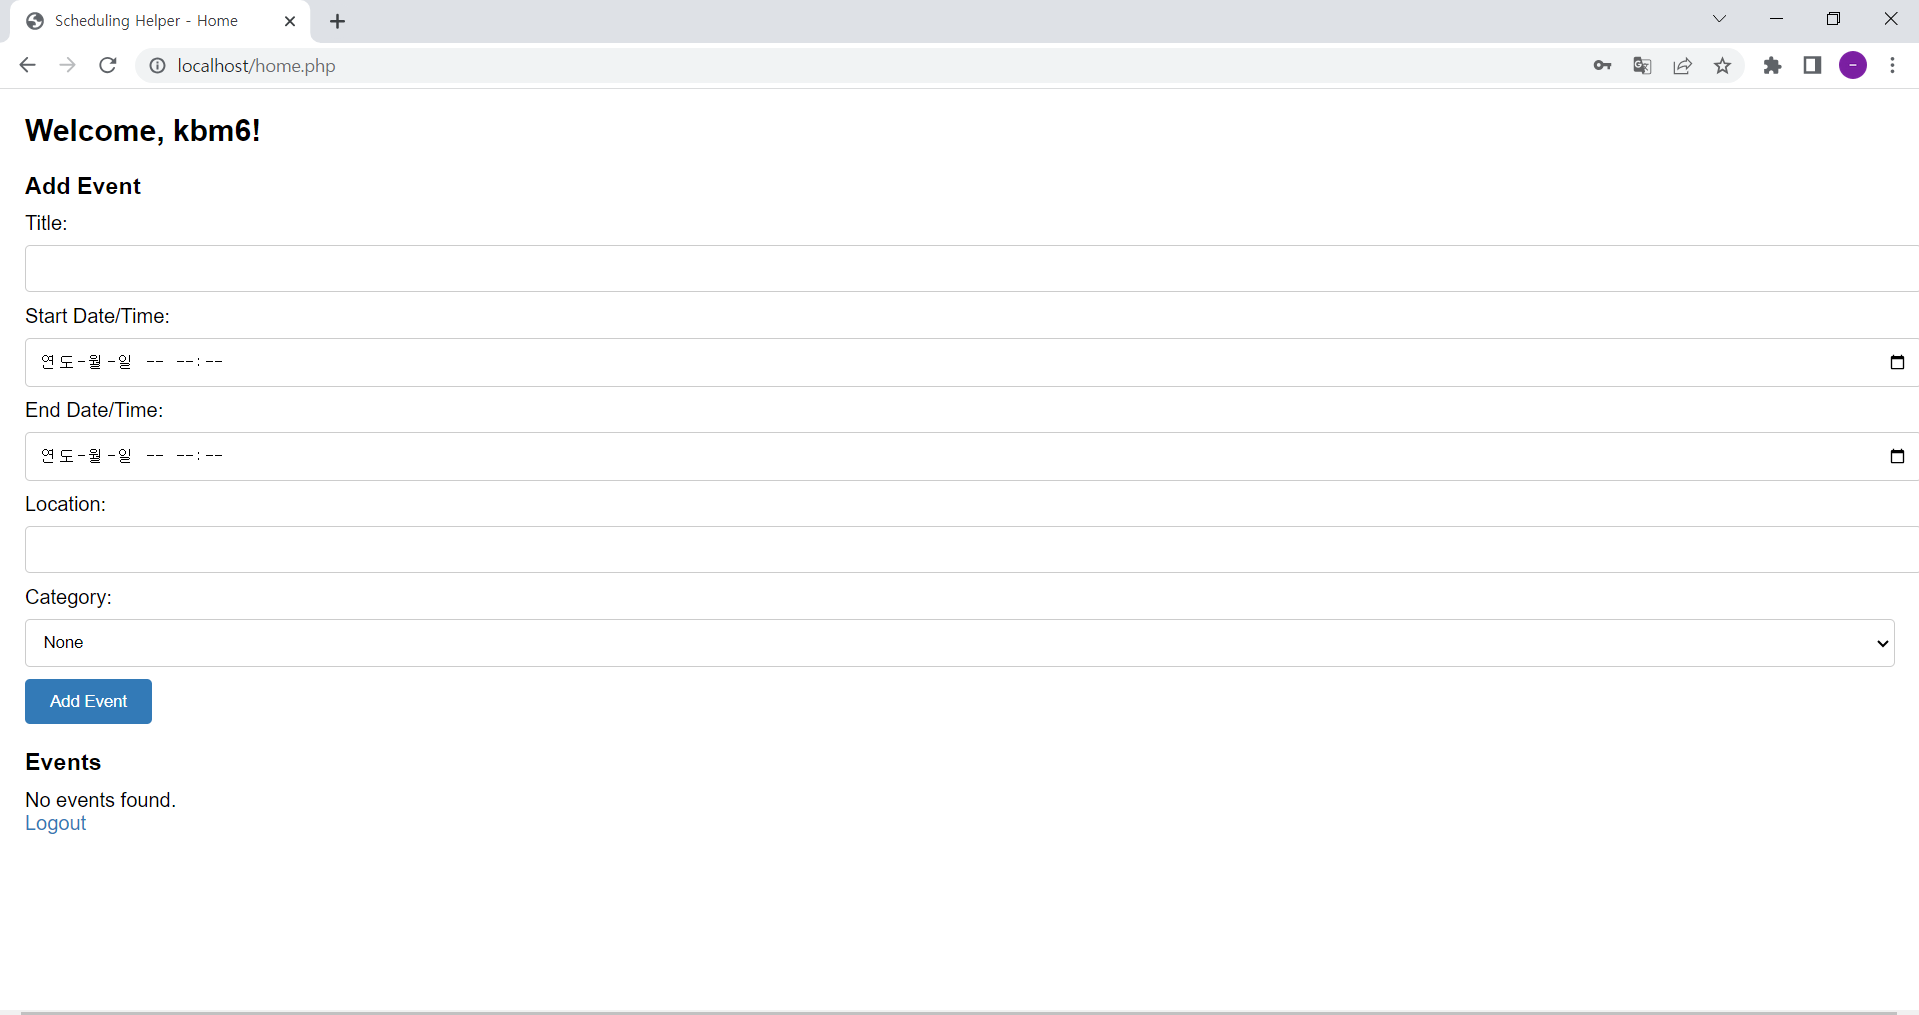 Scheduling Helper - Home
localhost/home.php
Welcome, kbm6!
Add Event
Title:
Start Date/Time:
연도-월-일 -- --:--
End Date/Time:
연도-월-일 -- --:--
Location:
Category:
None
Add Event
Events
No events found.
Logout